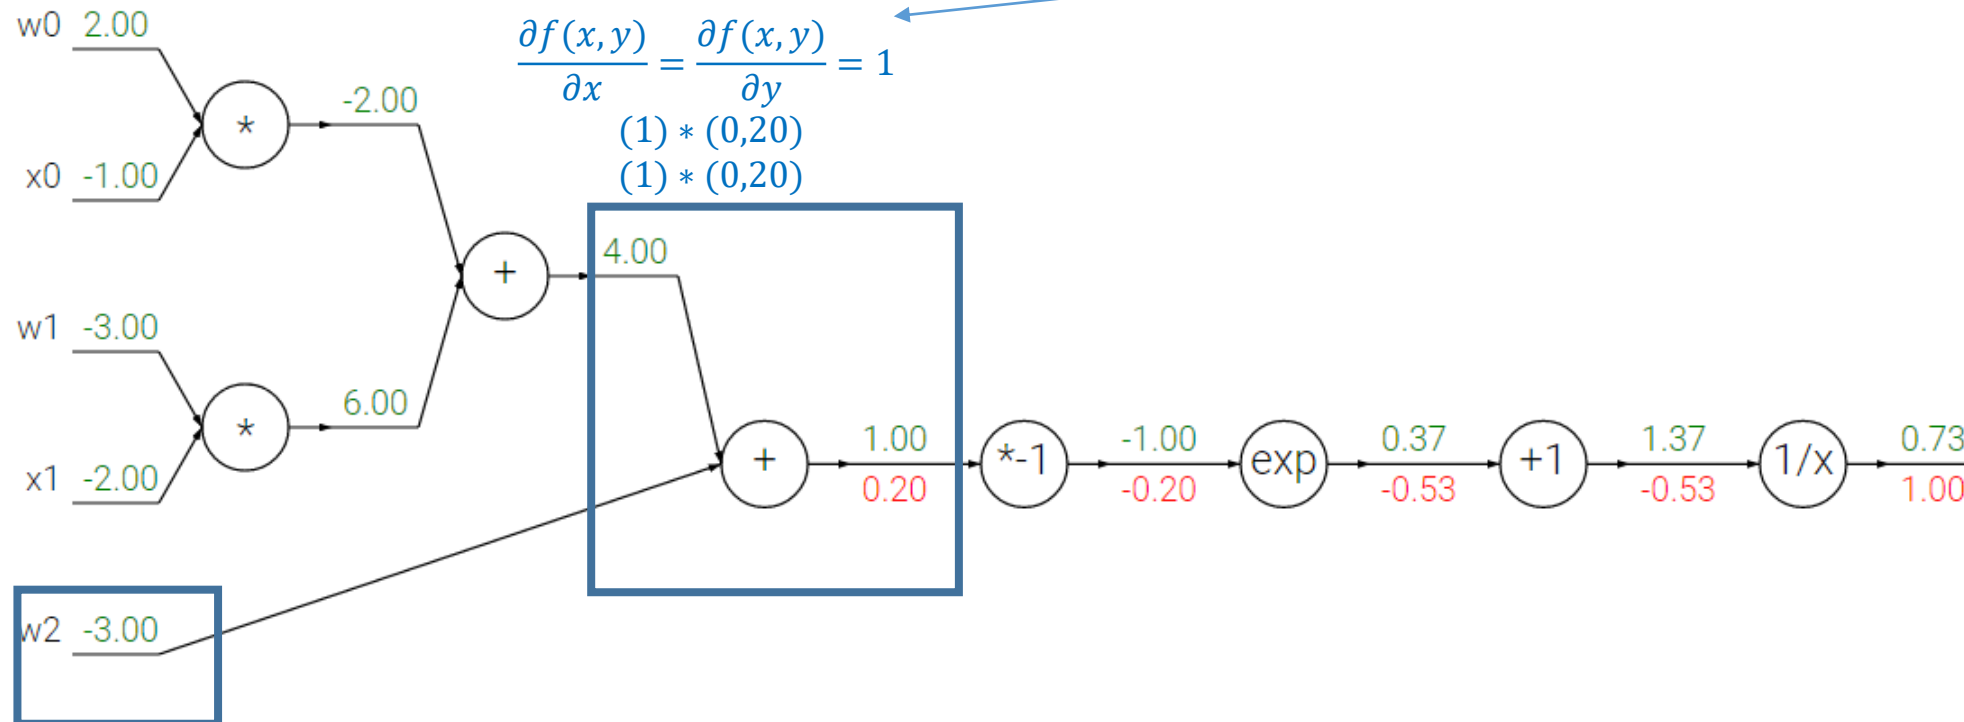 w0 2.00
∂f(x, y)/∂x = ∂f(x, y)/∂y = 1
* -2.00
(1) ∗ (0,20)
x0 -1.00
(1) ∗ (0,20)
+ 4.00
w1 -3.00
* 6.00
x1 -2.00
+ 1.00 *-1 -1.00 exp 0.37 +1 1.37 1/x 0.73
0.20 -0.20 -0.53 -0.53 1.00
w2 -3.00